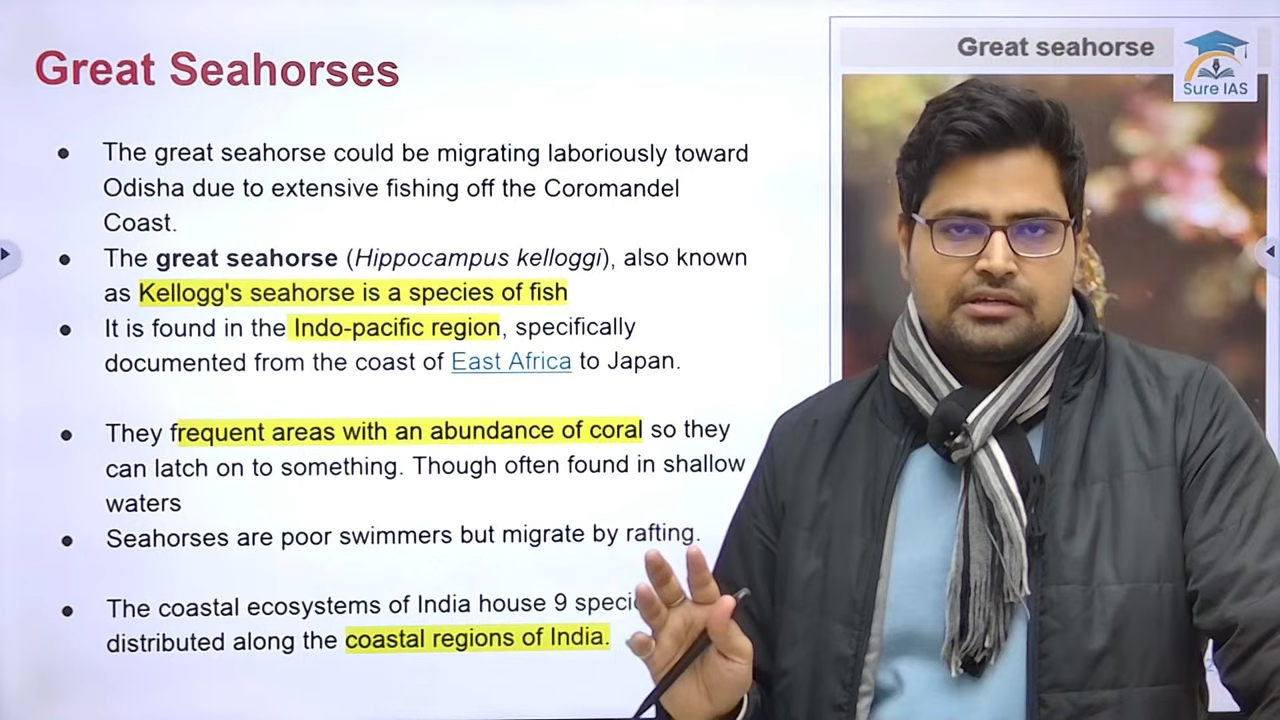 Great Seahorses
Great seahorse
Sure IAS
● The great seahorse could be migrating laboriously toward
Odisha due to extensive fishing off the Coromandel
Coast.
● The great seahorse (Hippocampus kelloggi), also known
as Kellogg's seahorse is a species of fish
● It is found in the Indo-pacific region, specifically
documented from the coast of East Africa to Japan.
● They frequent areas with an abundance of coral so they
can latch on to something. Though often found in shallow
waters
● Seahorses are poor swimmers but migrate by rafting.
● The coastal ecosystems of India house 9
distributed along the coastal regions of India.